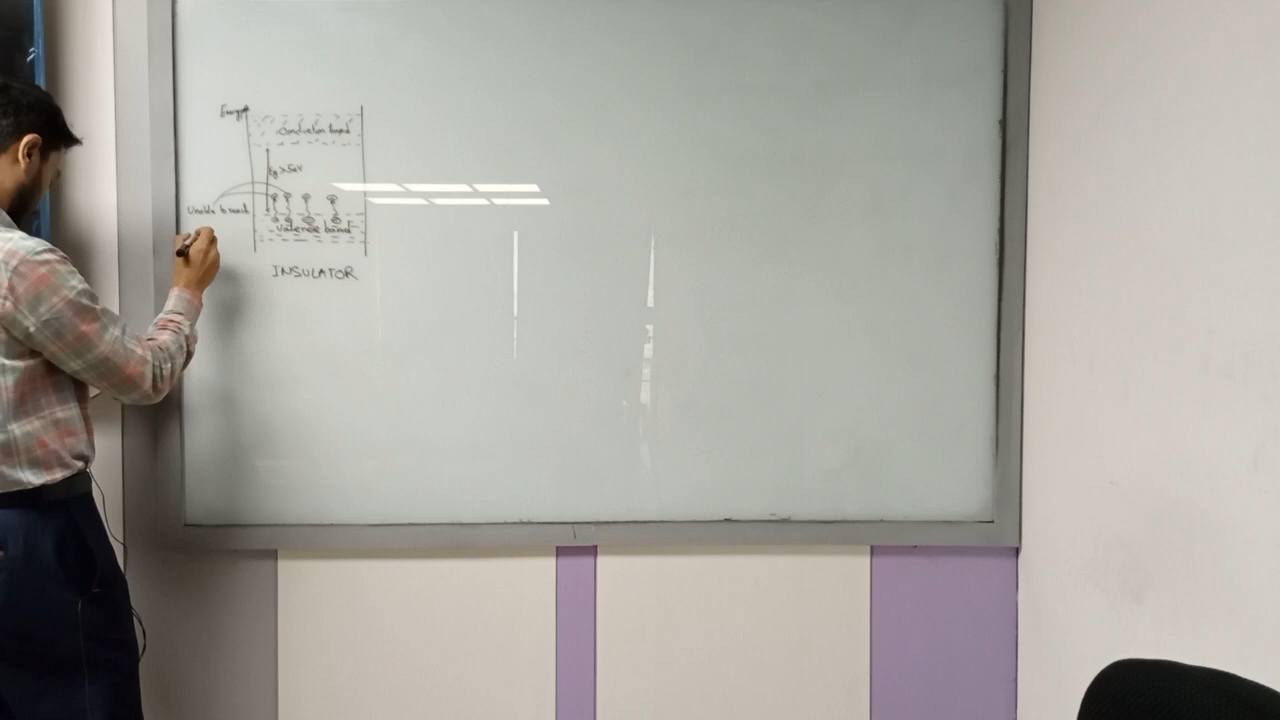 Energy
Conduction band
Eg > 5eV
Unable to reach
Valence band
INSULATOR